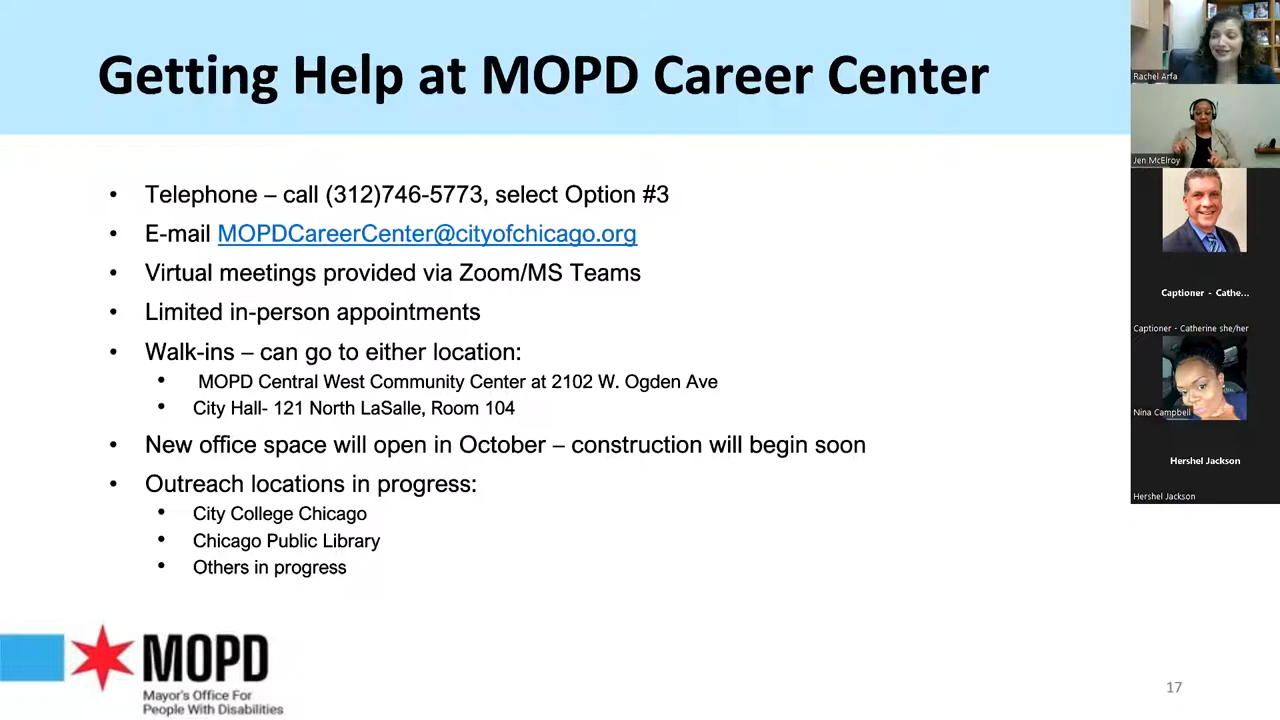 Getting Help at MOPD Career Center
• Telephone – call (312)746-5773, select Option #3
• E-mail MOPDCareerCenter@cityofchicago.org
• Virtual meetings provided via Zoom/MS Teams
• Limited in-person appointments
• Walk-ins – can go to either location:
• MOPD Central West Community Center at 2102 W. Ogden Ave
• City Hall- 121 North LaSalle, Room 104
• New office space will open in October – construction will begin soon
• Outreach locations in progress:
• City College Chicago
• Chicago Public Library
• Others in progress
MOPD
Mayor's Office For
People With Disabilities
17
Rachel Arfa
Jen McElroy
Captioner - Cathe...
Captioner - Catherine she/her
Nina Campbell
Hershel Jackson
Hershel Jackson